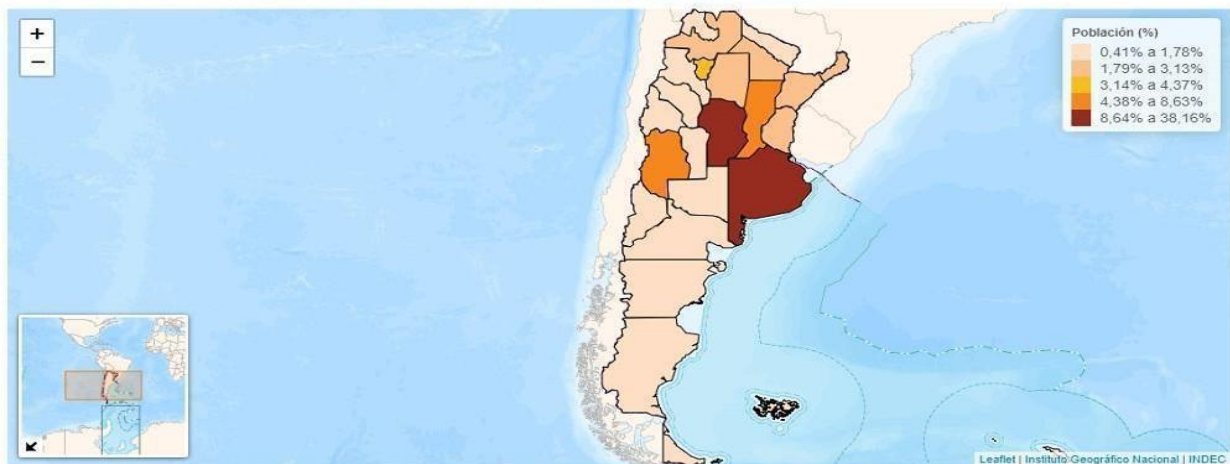 +
−
Población (%)
0,41% a 1,78%
1,79% a 3,13%
3,14% a 4,37%
4,38% a 8,63%
8,64% a 38,16%
Leaflet | Instituto Geográfico Nacional | INDEC